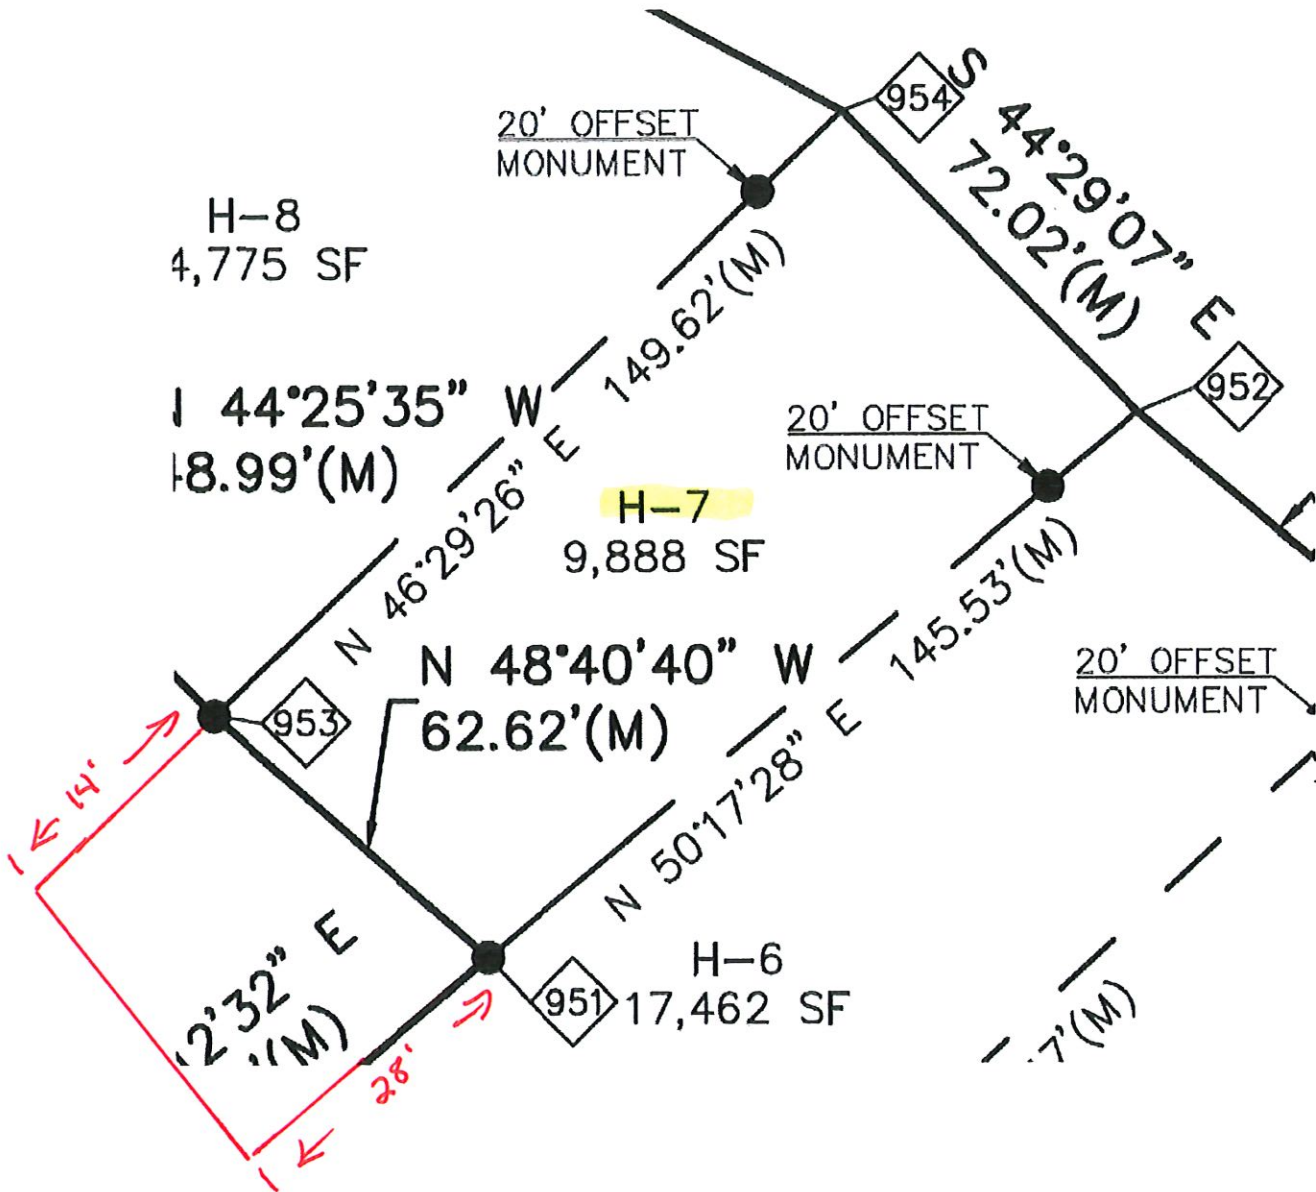 954
S 44°29'07" E
72.02'(M)
20' OFFSET
MONUMENT
H-8
4,775 SF
149.62'(M)
952
44°25'35" W
8.99'(M)
20' OFFSET
MONUMENT
N 46°29'26" E
H-7
9,888 SF
145.53'(M)
N 48°40'40" W
62.62'(M)
20' OFFSET
MONUMENT
953
14'
N 50°17'28" E
H-6
17,462 SF
951
2'32" E
'(M)
7'(M)
28'